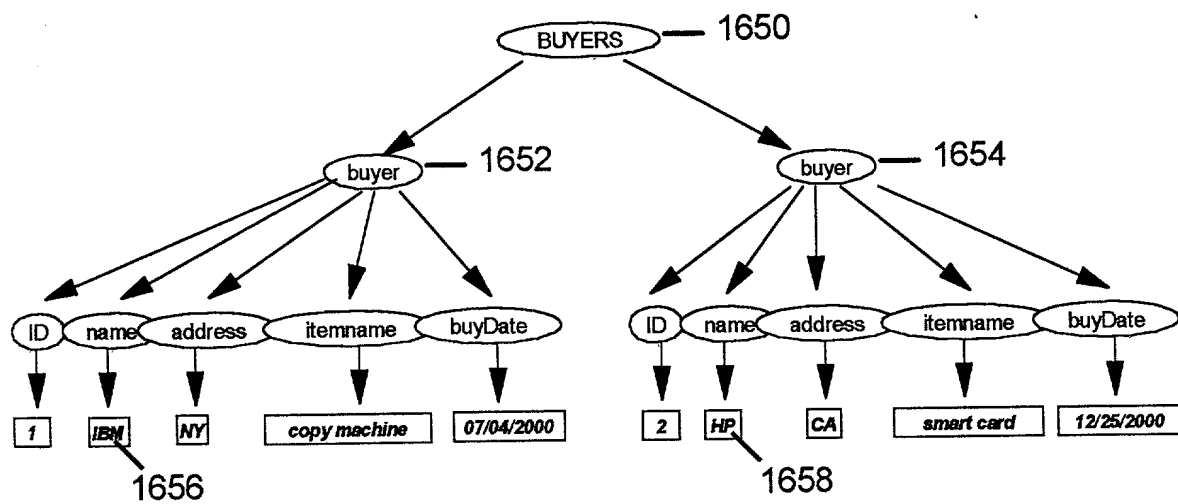 BUYERS 1650
buyer 1652
buyer 1654
ID name address itemname buyDate
ID name address itemname buyDate
1 IBM NY copy machine 07/04/2000
2 HP CA smart card 12/25/2000
1656
1658